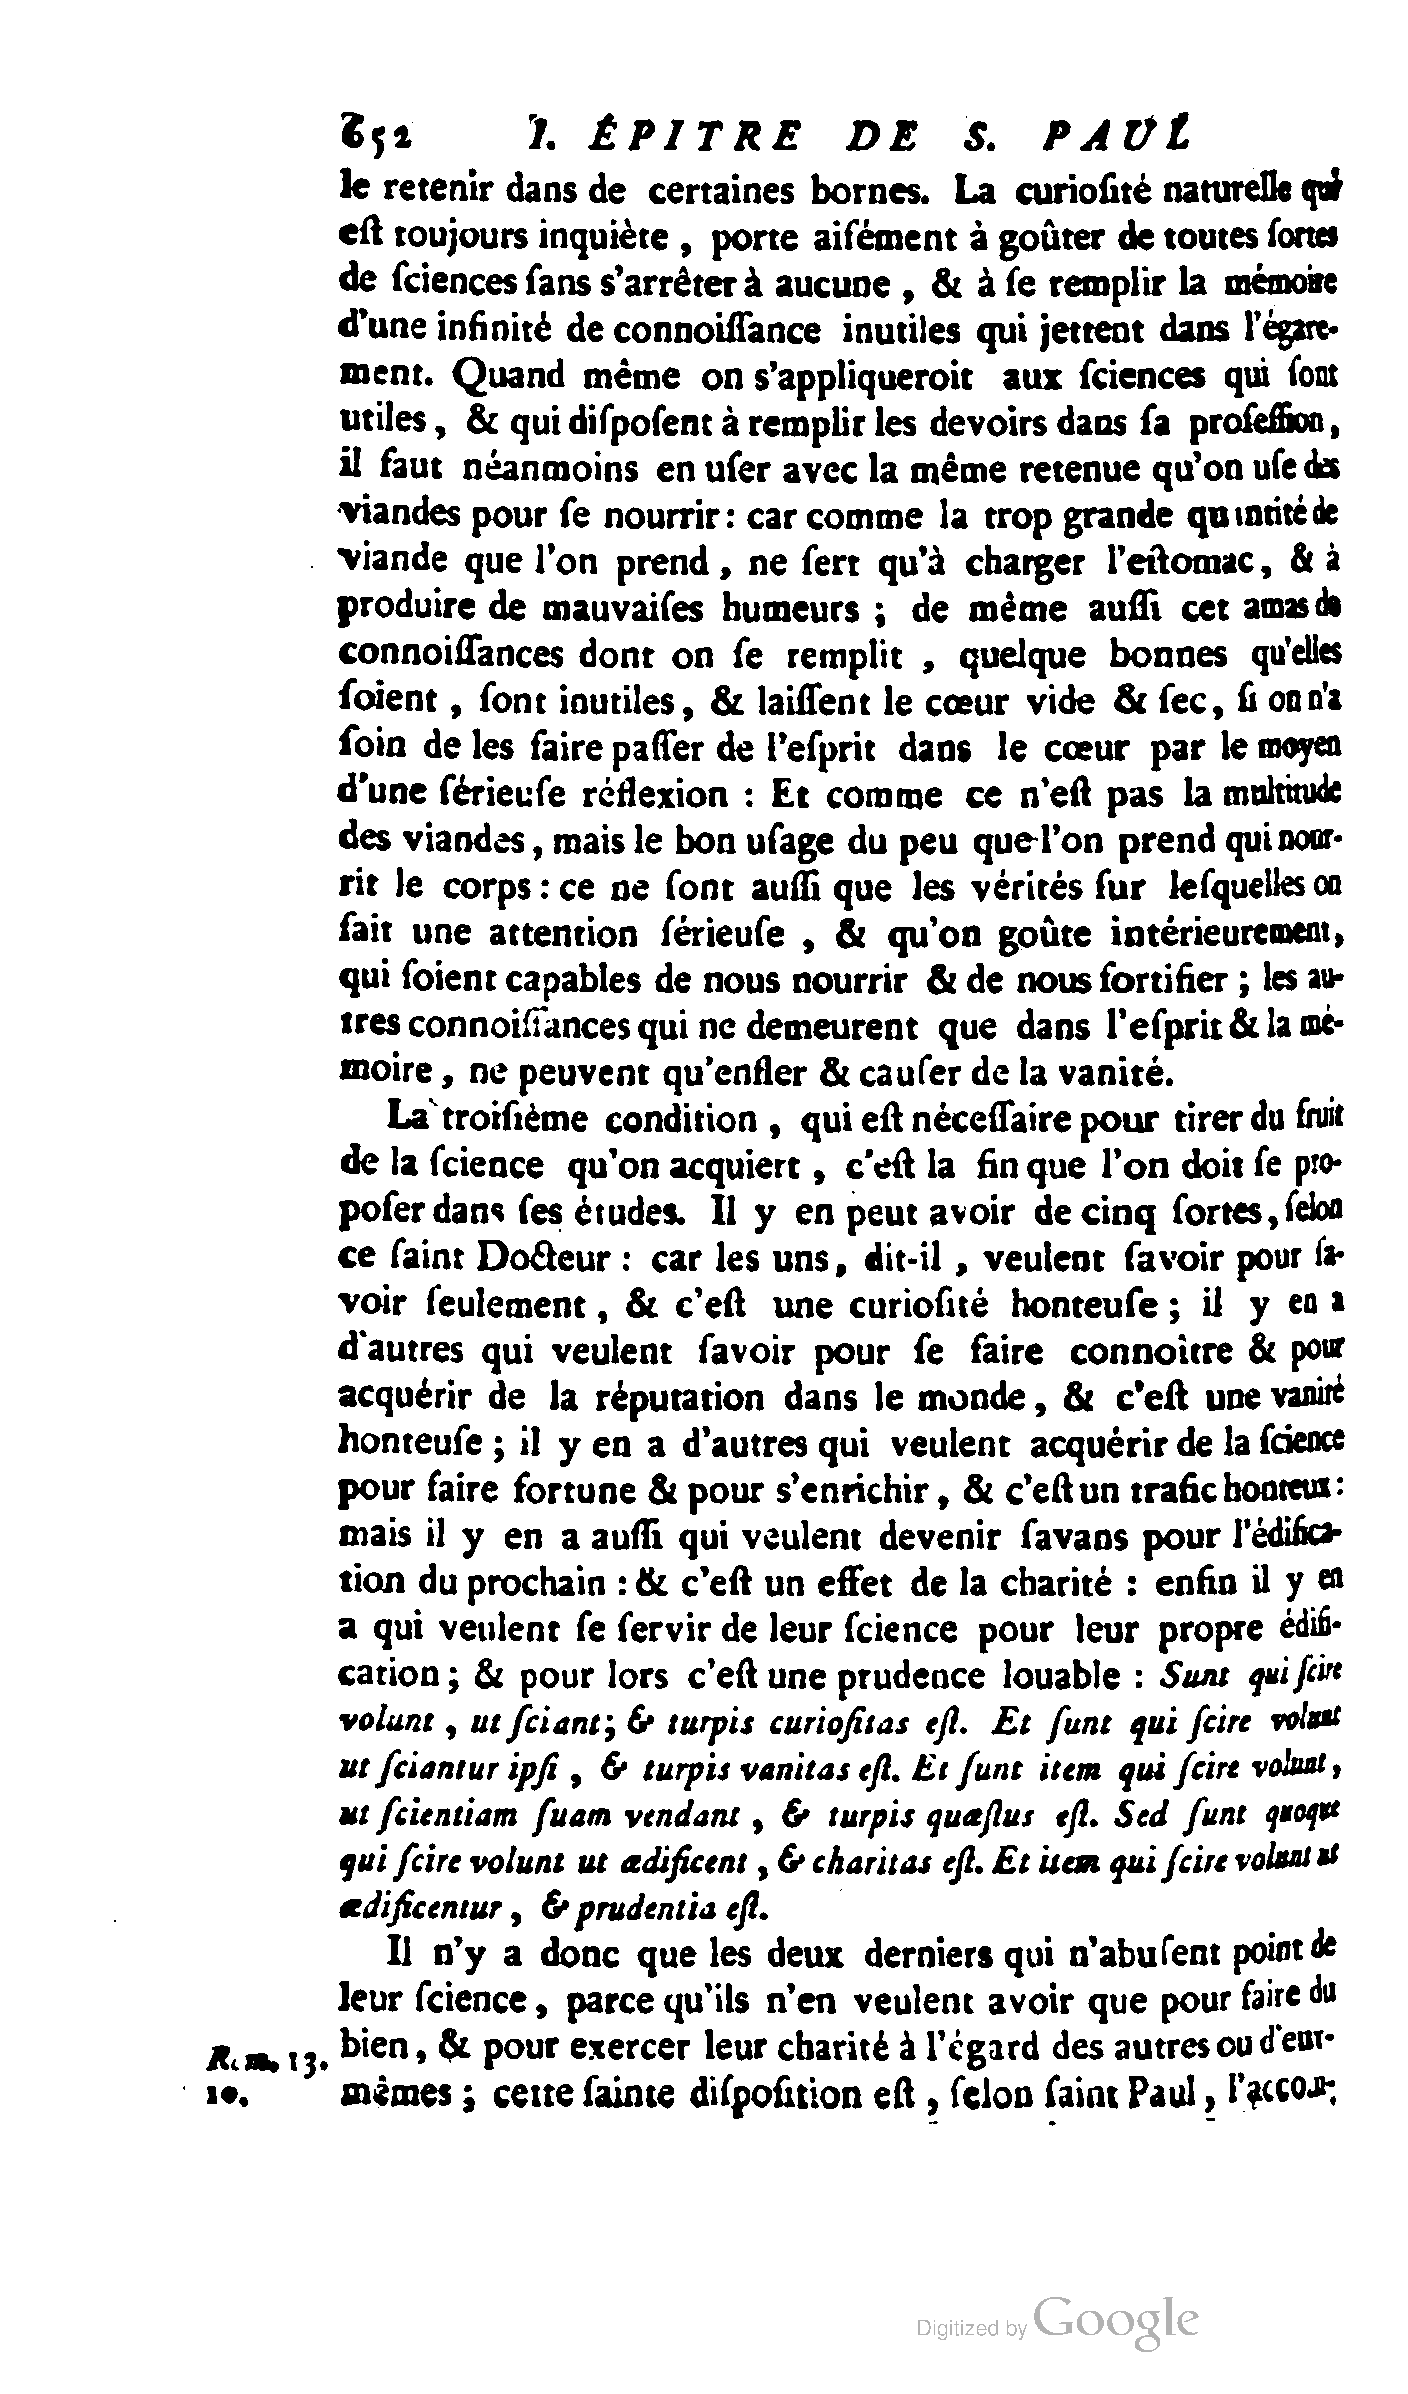 652 I. ÉPITRE DE S. PAUL
le retenir dans de certaines bornes. La curioſité naturelle qui
eſt toujours inquiète , porte aiſément à goûter de toutes ſortes
de ſciences ſans s'arrêter à aucune , & à ſe remplir la mémoire
d'une infinité de connoiſſance inutiles qui jettent dans l'égare-
ment. Quand même on s'appliqueroit aux ſciences qui ſont
utiles, & qui diſpoſent à remplir les devoirs dans ſa profeſſion,
il faut néanmoins en uſer avec la même retenue qu'on uſe des
viandes pour ſe nourrir: car comme la trop grande quantité de
viande que l'on prend , ne ſert qu'à charger l'eſtomac, & à
produire de mauvaiſes humeurs ; de même auſſi cet amas de
connoiſſances dont on ſe remplit , quelque bonnes qu'elles
ſoient , ſont inutiles, & laiſſent le cœur vide & ſec, ſi on n'a
ſoin de les faire paſſer de l'eſprit dans le cœur par le moyen
d'une ſérieuſe réflexion : Et comme ce n'eſt pas la multitude
des viandes, mais le bon uſage du peu que l'on prend qui nour-
rit le corps : ce ne ſont auſſi que les vérités ſur leſquelles on
fait une attention ſérieuſe , & qu'on goûte intérieurement,
qui ſoient capables de nous nourrir & de nous fortifier ; les au-
tres connoiſſances qui ne demeurent que dans l'eſprit & la mé-
moire , ne peuvent qu'enfler & cauſer de la vanité.
La troiſiéme condition , qui eſt néceſſaire pour tirer du fruit
de la ſcience qu'on acquiert , c'eſt la fin que l'on doit ſe pro-
poſer dans ſes études. Il y en peut avoir de cinq ſortes, ſelon
ce ſaint Docteur : car les uns, dit-il , veulent ſavoir pour ſa-
voir ſeulement , & c'eſt une curioſité honteuſe ; il y en a
d'autres qui veulent ſavoir pour ſe faire connoître & pour
acquérir de la réputation dans le monde , & c'eſt une vanité
honteuſe ; il y en a d'autres qui veulent acquérir de la ſcience
pour faire fortune & pour s'enrichir, & c'eſt un trafic honteux :
mais il y en a auſſi qui veulent devenir ſavans pour l'édifica-
tion du prochain : & c'eſt un effet de la charité : enfin il y en
a qui veulent ſe ſervir de leur ſcience pour leur propre édifi-
cation ; & pour lors c'eſt une prudence louable : Sunt qui ſcire
volunt , ut ſciant; & turpis curioſitas eſt. Et ſunt qui ſcire volunt
ut ſciantur ipſi , & turpis vanitas eſt. Et ſunt item qui ſcire volunt,
ut ſcientiam ſuam vendant , & turpis quæſtus eſt. Sed ſunt quoque
qui ſcire volunt ut ædificent , & charitas eſt. Et item qui ſcire volunt ut
ædificentur , & prudentia eſt.
Il n'y a donc que les deux derniers qui n'abuſent point de
leur ſcience, parce qu'ils n'en veulent avoir que pour faire du
bien, & pour exercer leur charité à l'égard des autres ou d'eux-
Rom. 13.
10.
mêmes ; cette ſainte diſpoſition eſt , ſelon ſaint Paul , l'accom-
Digitized by Google